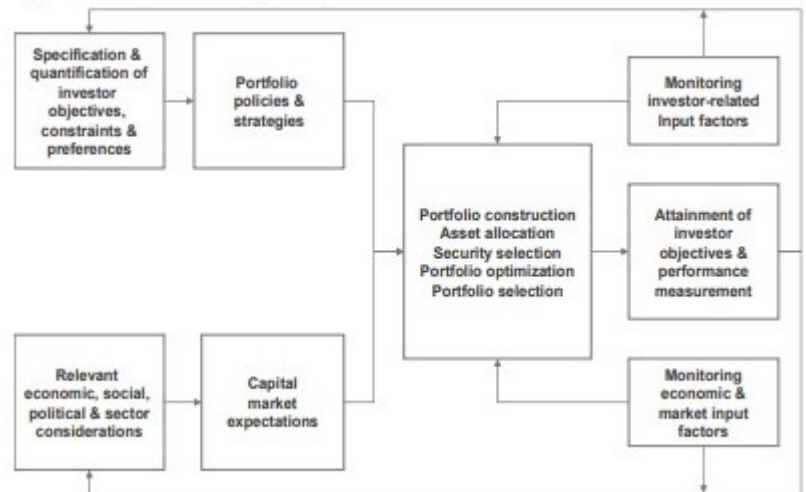 Specification &
quantification of
investor
objectives,
constraints &
preferences
Portfolio
policies &
strategies
Monitoring
investor-related
Input factors
Portfolio construction
Asset allocation
Security selection
Portfolio optimization
Portfolio selection
Attainment of
investor
objectives &
performance
measurement
Relevant
economic, social,
political & sector
considerations
Capital
market
expectations
Monitoring
economic &
market input
factors